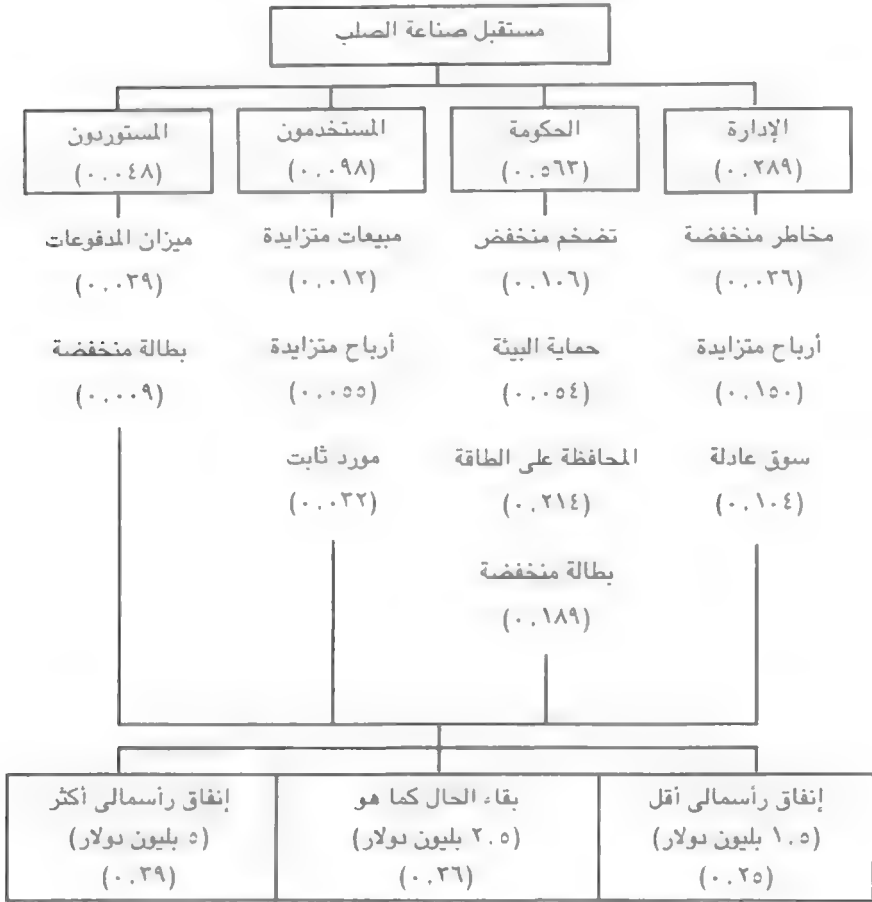 مستقبل صناعة الصلب
الإدارة
(٠.٢٨٩)
الحكومة
(٠.٥٦٣)
المستخدمون
(٠.٠٩٨)
المستوردون
(٠.٠٤٨)
مخاطر منخفضة
(٠.٠٣٦)
أرباح متزايدة
(٠.١٥٠)
سوق عادلة
(٠.١٠٤)
تضخم منخفض
(٠.١٠٦)
حماية البيئة
(٠.٠٥٤)
المحافظة على الطاقة
(٠.٢١٤)
بطالة منخفضة
(٠.١٨٩)
مبيعات متزايدة
(٠.٠١٢)
أرباح متزايدة
(٠.٠٥٥)
مورد ثابت
(٠.٠٣٢)
ميزان المدفوعات
(٠.٠٣٩)
بطالة منخفضة
(٠.٠٠٩)
إنفاق رأسمالى أقل
(١.٥ بليون دولار)
(٠.٢٥)
بقاء الحال كما هو
(٢.٥ بليون دولار)
(٠.٣٦)
إنفاق رأسمالى أكثر
(٥ بليون دولار)
(٠.٣٩)